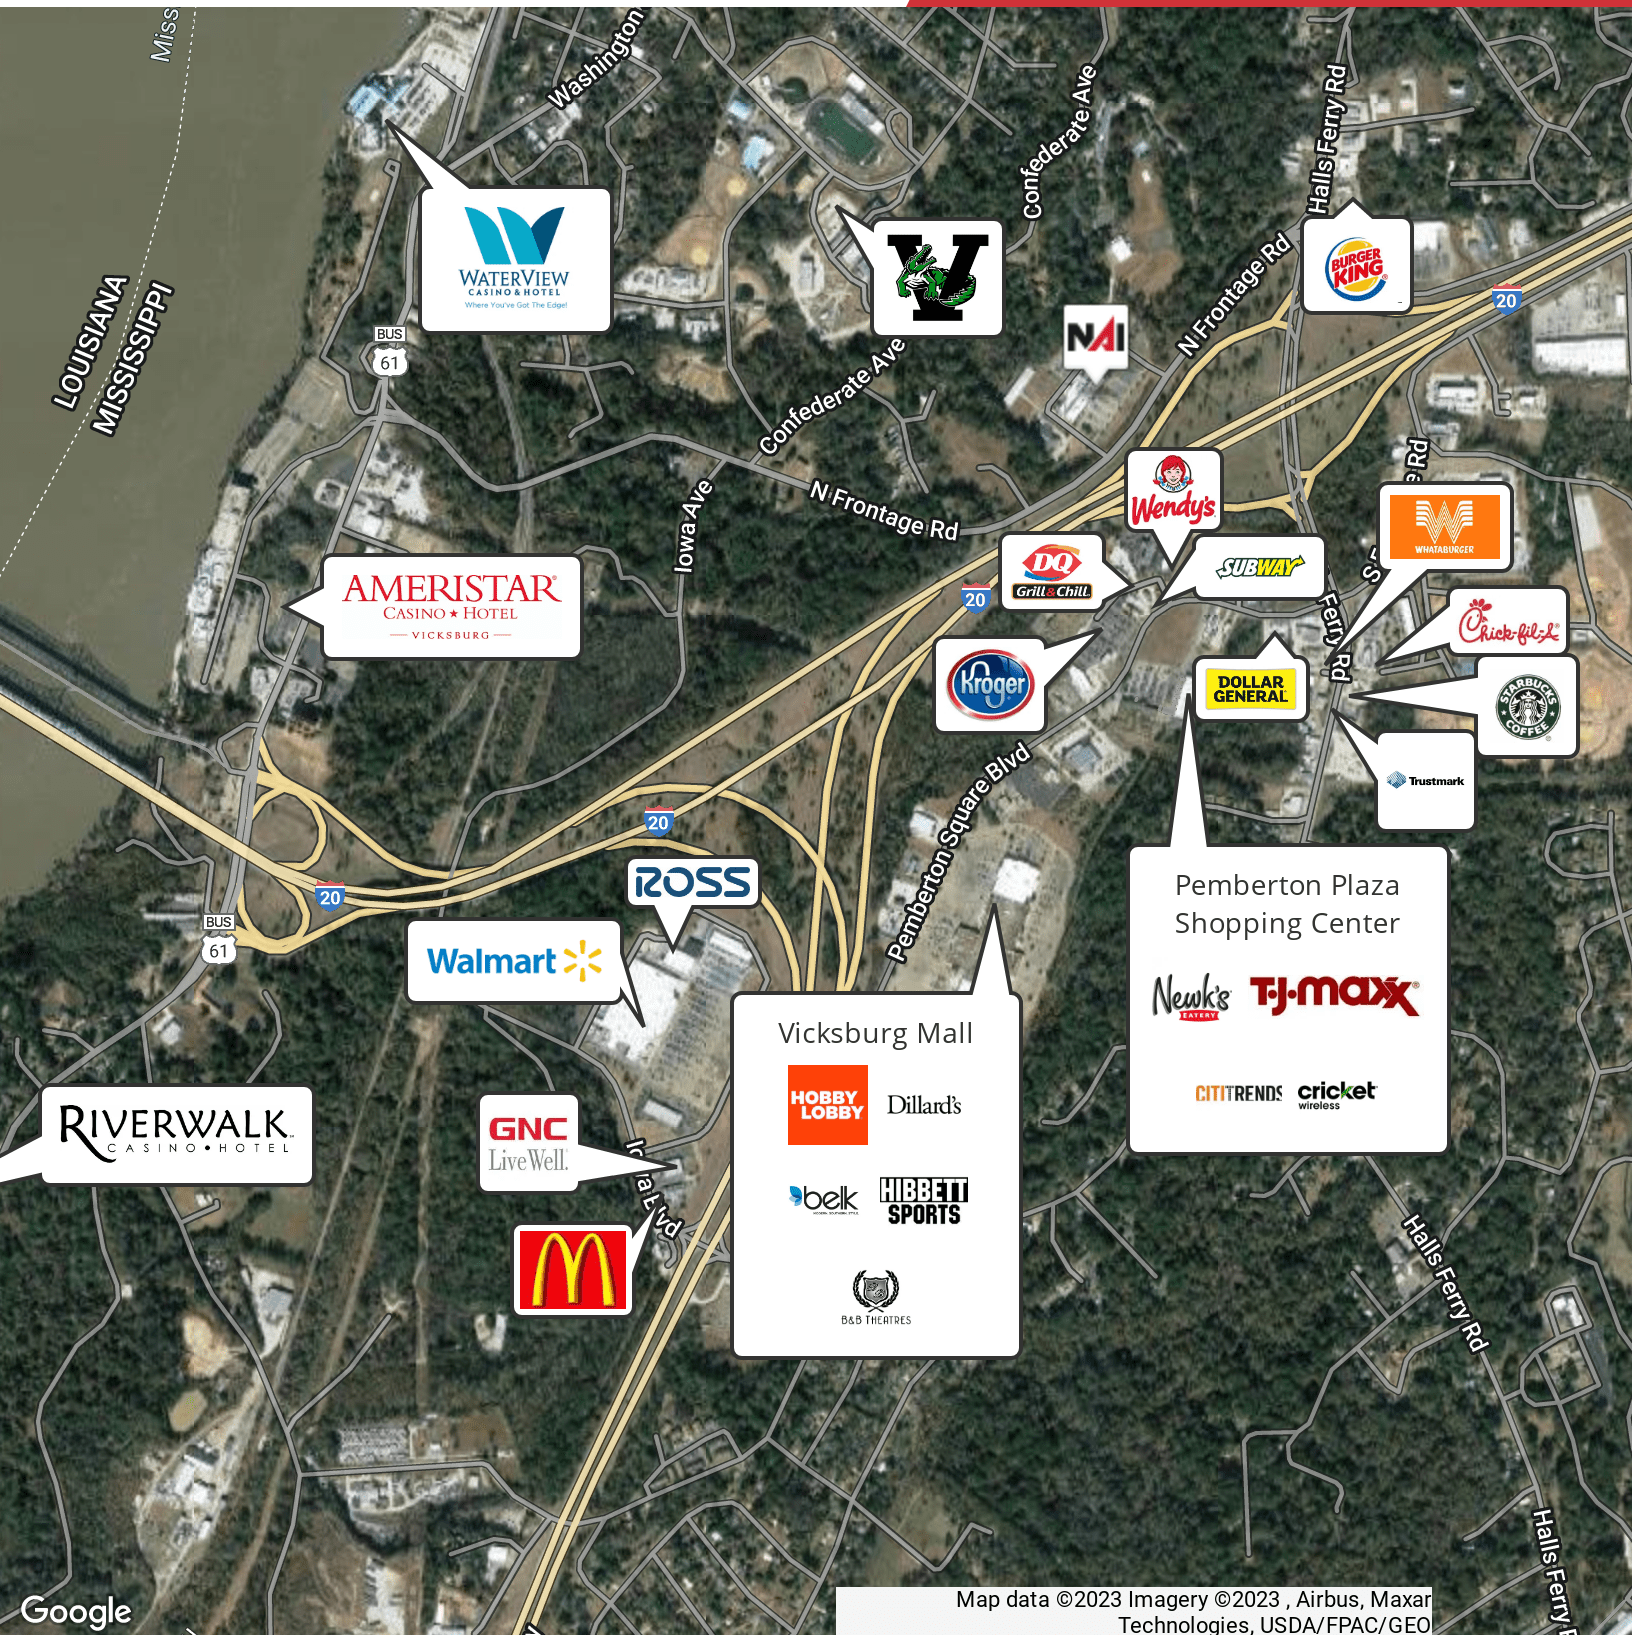 Miss
Washington
Confederate Ave
Halls Ferry Rd
LOUISIANA
MISSISSIPPI
WATERVIEW
CASINO & HOTEL
Where You've Got The Edge!
V
BURGER
KING
20
N Frontage Rd
NAI
BUS
61
Confederate Ave
N Frontage Rd
Iowa Ave
Wendy's
WHATABURGER
DQ
Grill & Chill
SUBWAY
20
AMERISTAR
CASINO ★ HOTEL
VICKSBURG
Ferry Rd
Chick-fil-A
Kroger
DOLLAR
GENERAL
STARBUCKS
COFFEE
Trustmark
Pemberton Square Blvd
20
ROSS
20
BUS
61
Walmart
Pemberton Plaza
Shopping Center
Newk's
EATERY
T·J·maxx
CITITRENDS
cricket
wireless
Vicksburg Mall
HOBBY
LOBBY
Dillard's
belk
HIBBETT
SPORTS
B&B THEATRES
RIVERWALK
CASINO • HOTEL
GNC
LiveWell.
M
Halls Ferry Rd
Halls Ferry
Google
Map data ©2023 Imagery ©2023 , Airbus, Maxar
Technologies, USDA/FPAC/GEO